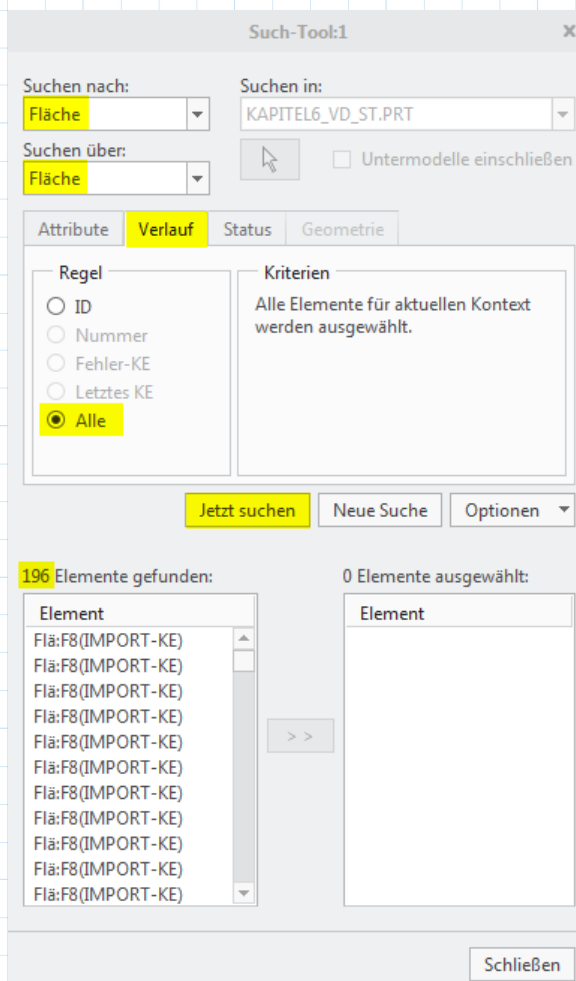 Such-Tool:1 x
Suchen nach: Suchen in:
Fläche KAPITEL6_VD_ST.PRT
Suchen über:
Fläche Untermodelle einschließen
Attribute Verlauf Status Geometrie
Regel Kriterien
ID Alle Elemente für aktuellen Kontext
werden ausgewählt.
Nummer
Fehler-KE
Letztes KE
Alle
Jetzt suchen Neue Suche Optionen
196 Elemente gefunden: 0 Elemente ausgewählt:
Element Element
Flä:F8(IMPORT-KE)
Flä:F8(IMPORT-KE)
Flä:F8(IMPORT-KE)
Flä:F8(IMPORT-KE)
Flä:F8(IMPORT-KE) > >
Flä:F8(IMPORT-KE)
Flä:F8(IMPORT-KE)
Flä:F8(IMPORT-KE)
Flä:F8(IMPORT-KE)
Flä:F8(IMPORT-KE)
Flä:F8(IMPORT-KE)
Schließen